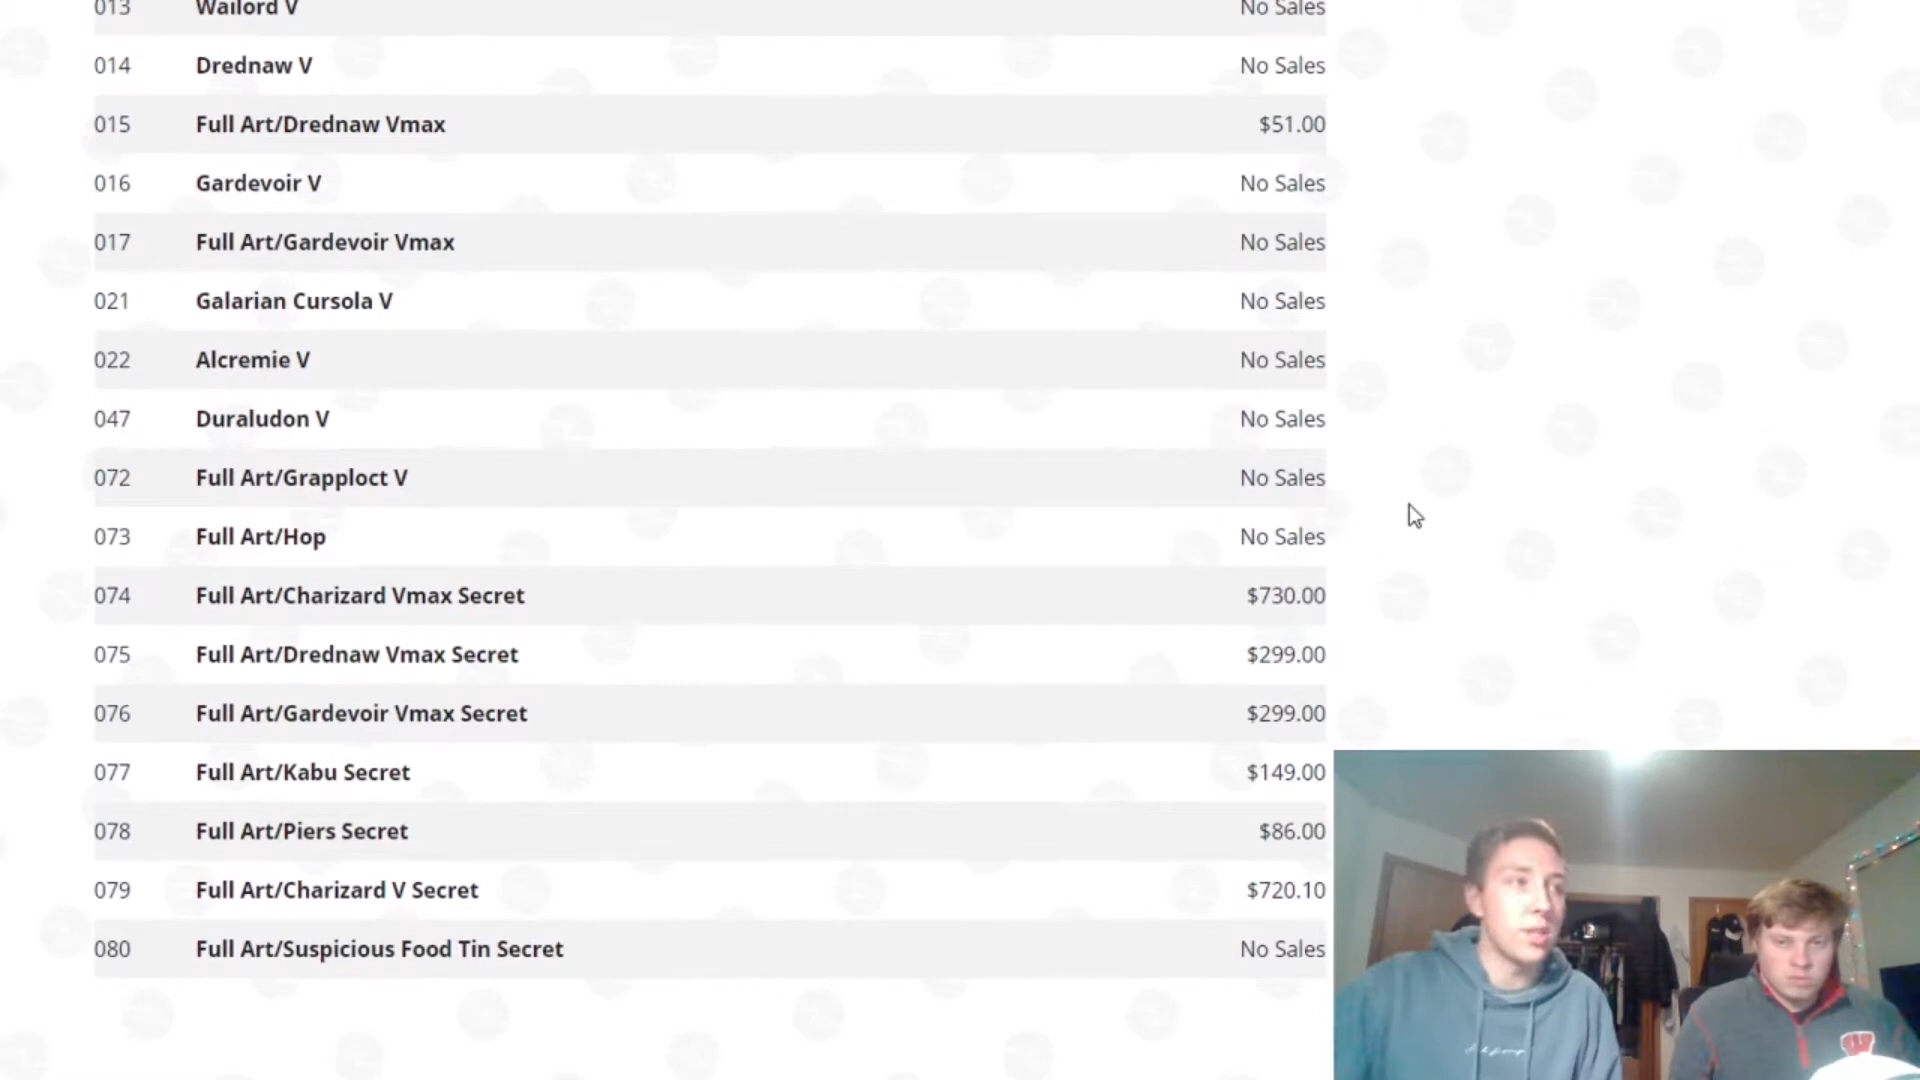 013 Wailord V No Sales
014 Drednaw V No Sales
015 Full Art/Drednaw Vmax $51.00
016 Gardevoir V No Sales
017 Full Art/Gardevoir Vmax No Sales
021 Galarian Cursola V No Sales
022 Alcremie V No Sales
047 Duraludon V No Sales
072 Full Art/Grapploct V No Sales
073 Full Art/Hop No Sales
074 Full Art/Charizard Vmax Secret $730.00
075 Full Art/Drednaw Vmax Secret $299.00
076 Full Art/Gardevoir Vmax Secret $299.00
077 Full Art/Kabu Secret $149.00
078 Full Art/Piers Secret $86.00
079 Full Art/Charizard V Secret $720.10
080 Full Art/Suspicious Food Tin Secret No Sales
W